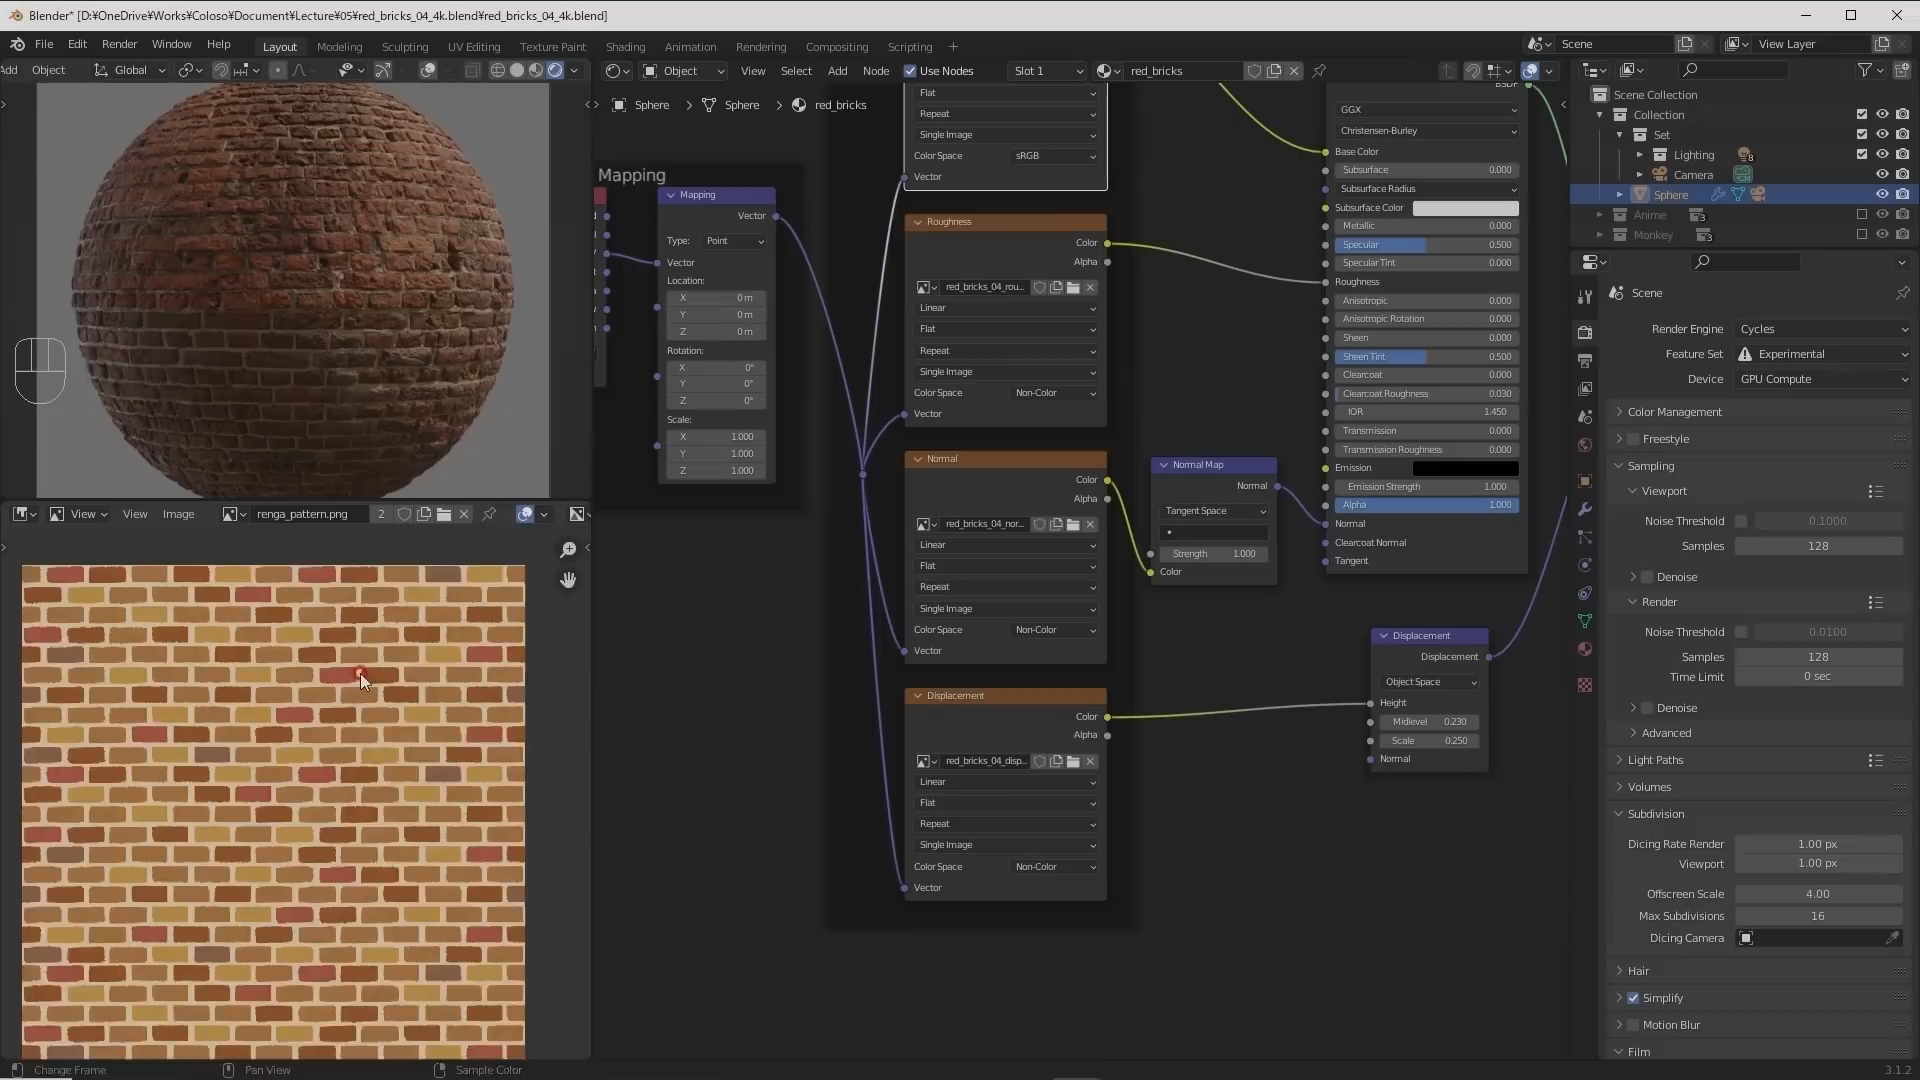 Blender* [D:¥OneDrive¥Works¥Coloso¥Document¥Lecture¥05¥red_bricks_04_4k.blend¥red_bricks_04_4k.blend]
File Edit Render Window Help Layout Modeling Sculpting UV Editing Texture Paint Shading Animation Rendering Compositing Scripting + Scene View Layer
Add Object Global Object View Select Add Node Use Nodes Slot 1 red_bricks
Sphere > Sphere > red_bricks
Mapping
Mapping
Vector
Type: Point
Vector
Location:
X 0 m
Y 0 m
Z 0 m
Rotation:
X 0°
Y 0°
Z 0°
Scale:
X 1.000
Y 1.000
Z 1.000
Flat
Repeat
Single Image
Color Space sRGB
Vector
Roughness
Color
Alpha
red_bricks_04_rou...
Linear
Flat
Repeat
Single Image
Color Space Non-Color
Vector
Normal
Color
Alpha
red_bricks_04_nor...
Linear
Flat
Repeat
Single Image
Color Space Non-Color
Vector
Displacement
Color
Alpha
red_bricks_04_disp...
Linear
Flat
Repeat
Single Image
Color Space Non-Color
Vector
Normal Map
Normal
Tangent Space
Strength 1.000
Color
BSDF
GGX
Christensen-Burley
Base Color
Subsurface 0.000
Subsurface Radius
Subsurface Color
Metallic 0.000
Specular 0.500
Specular Tint 0.000
Roughness
Anisotropic 0.000
Anisotropic Rotation 0.000
Sheen 0.000
Sheen Tint 0.500
Clearcoat 0.000
Clearcoat Roughness 0.030
IOR 1.450
Transmission 0.000
Transmission Roughness 0.000
Emission
Emission Strength 1.000
Alpha 1.000
Normal
Clearcoat Normal
Tangent
Displacement
Displacement
Object Space
Height
Midlevel 0.230
Scale 0.250
Normal
View View Image renga_pattern.png 2
Scene Collection
Collection
Set
Lighting 8
Camera
Sphere
Anime 3
Monkey 3
Scene
Render Engine Cycles
Feature Set Experimental
Device GPU Compute
Color Management
Freestyle
Sampling
Viewport
Noise Threshold 0.1000
Samples 128
Denoise
Render
Noise Threshold 0.0100
Samples 128
Time Limit 0 sec
Denoise
Advanced
Light Paths
Volumes
Subdivision
Dicing Rate Render 1.00 px
Viewport 1.00 px
Offscreen Scale 4.00
Max Subdivisions 16
Dicing Camera
Hair
Simplify
Motion Blur
Film
Change Frame Pan View Sample Color 3.1.2